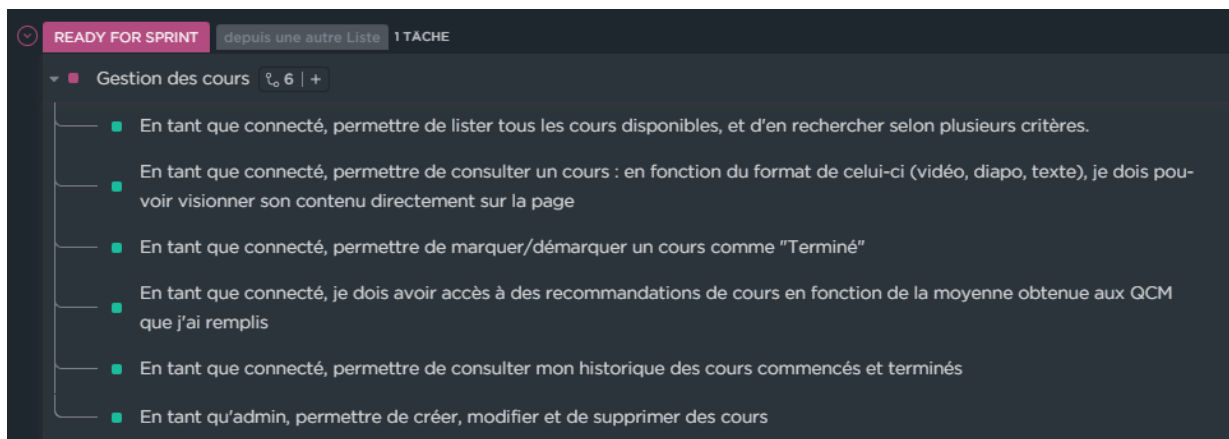 READY FOR SPRINT depuis une autre Liste 1 TÂCHE
Gestion des cours 6 | +
En tant que connecté, permettre de lister tous les cours disponibles, et d'en rechercher selon plusieurs critères.
En tant que connecté, permettre de consulter un cours : en fonction du format de celui-ci (vidéo, diapo, texte), je dois pou-
voir visionner son contenu directement sur la page
En tant que connecté, permettre de marquer/démarquer un cours comme "Terminé"
En tant que connecté, je dois avoir accès à des recommandations de cours en fonction de la moyenne obtenue aux QCM
que j'ai remplis
En tant que connecté, permettre de consulter mon historique des cours commencés et terminés
En tant qu'admin, permettre de créer, modifier et de supprimer des cours